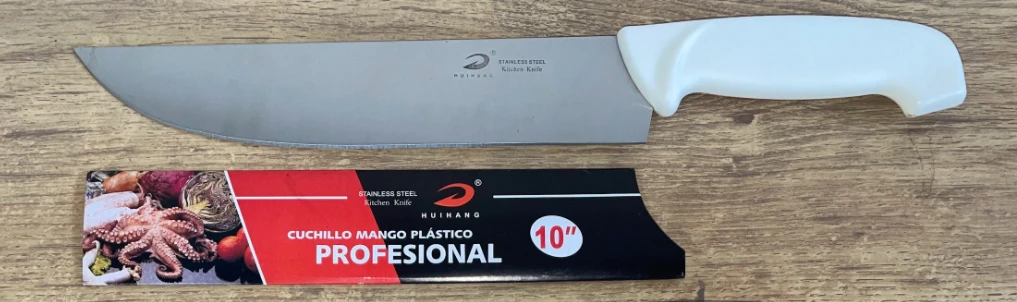 ®
STAINLESS STEEL
HUIHANG
Kitchen Knife
®
STAINLESS STEEL
Kitchen Knife
HUIHANG
CUCHILLO MANGO PLÁSTICO
PROFESIONAL
10"